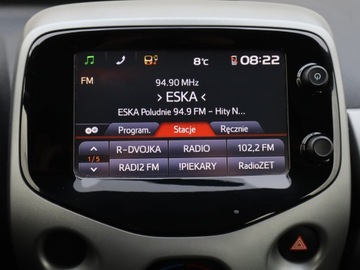 8°C
08:22
FM
94.90 MHz
› ESKA ‹
ESKA Poludnie 94.9 FM - Hity N...
Program.
Stacje
Ręcznie
1/5
R-DVOJKA
RADIO
102,2 FM
RADI2 FM
!PIEKARY
RadioZET